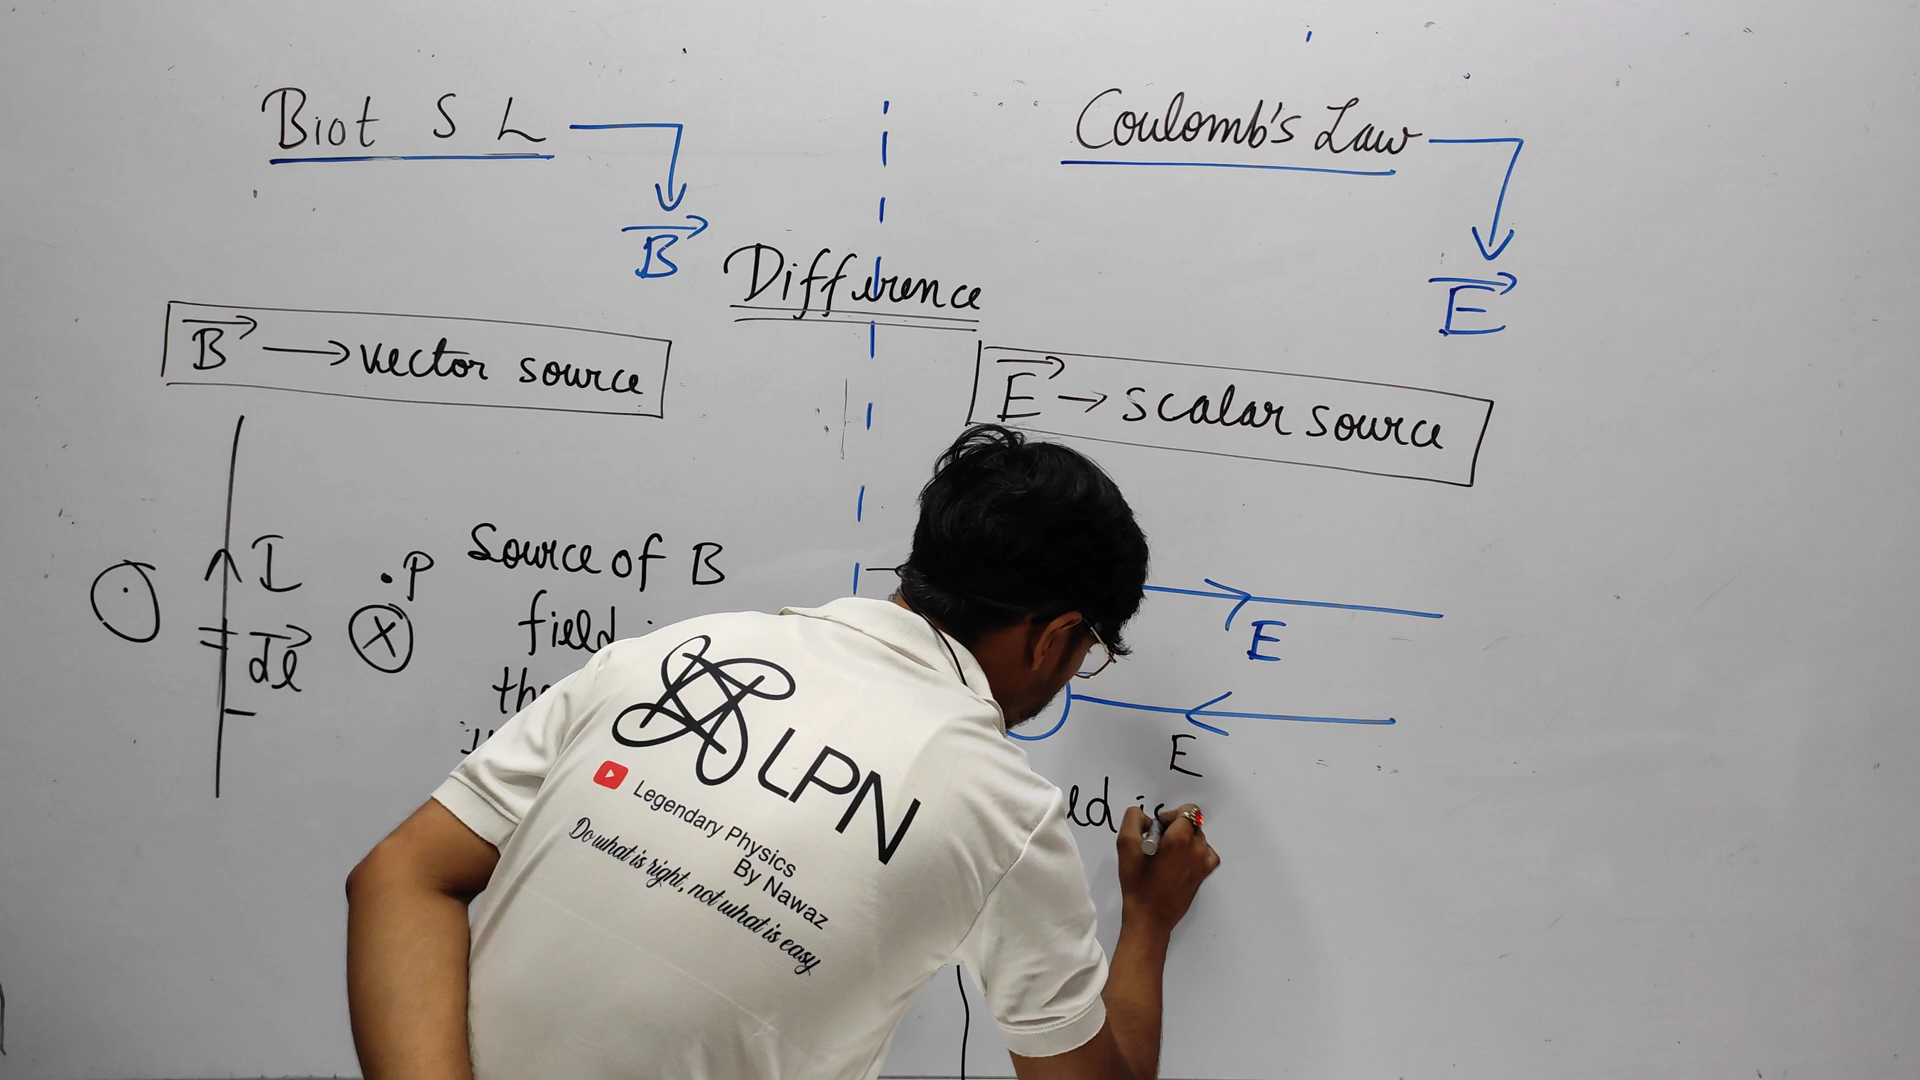 Biot S L
B
Coulomb's Law
E
Difference
B → vector source
E → scalar source
I
dl
.P
X
Source of B
field
E
E
is
LPN
Legendary Physics
By Nawaz
Do what is right, not what is easy